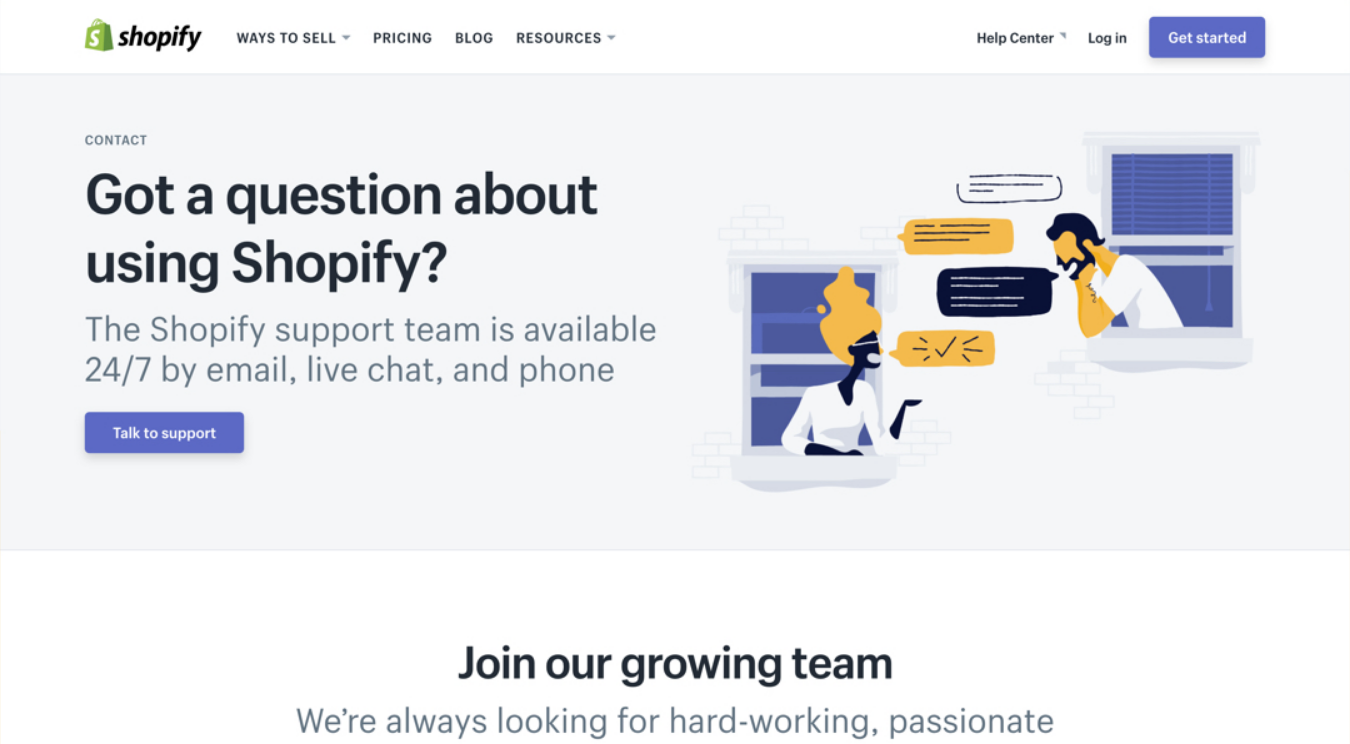 shopify
WAYS TO SELL PRICING BLOG RESOURCES
Help Center Log in Get started
CONTACT
Got a question about
using Shopify?
The Shopify support team is available
24/7 by email, live chat, and phone
Talk to support
Join our growing team
We’re always looking for hard-working, passionate